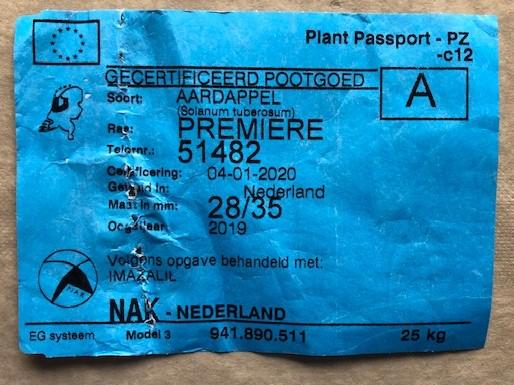 Plant Passport - PZ
-c12
GECERTIFICEERD POOTGOED
A
Soort: AARDAPPEL
(Solanum tuberosum)
Ras: PREMIERE
Telernr.: 51482
Certificering: 04-01-2020
Geteeld in: Nederland
Maat in mm: 28/35
Oogstjaar 2019
Volgens opgave behandeld met:
IMAZALIL
NAK
NAK - NEDERLAND
EG systeem Model 3 941.890.511 25 kg